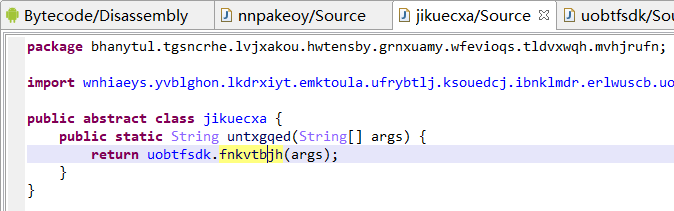 Bytecode/Disassembly nnpakeoy/Source jikuecxa/Source uobtfsdk/Sou
package bhanytul.tgsncrhe.lvjxakou.hwtensby.grnxuamy.wfevioqs.tldvxwqh.mvhjrufn;
import wnhiaeys.yvblghon.lkdrxiyt.emktoula.ufrybtlj.ksouedcj.ibnklmdr.erlwuscb.uo
public abstract class jikuecxa {
    public static String untxgqed(String[] args) {
        return uobtfsdk.fnkvtbjh(args);
    }
}